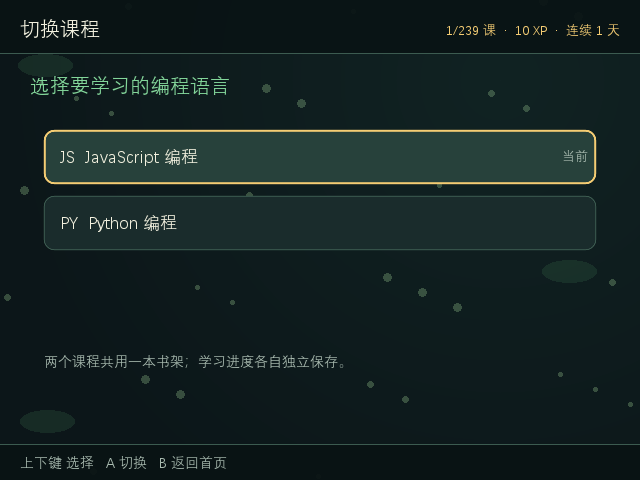 切换课程
1/239 课 · 10 XP · 连续 1 天
选择要学习的编程语言
JS JavaScript 编程
当前
PY Python 编程
两个课程共用一本书架；学习进度各自独立保存。
上下键 选择 A 切换 B 返回首页